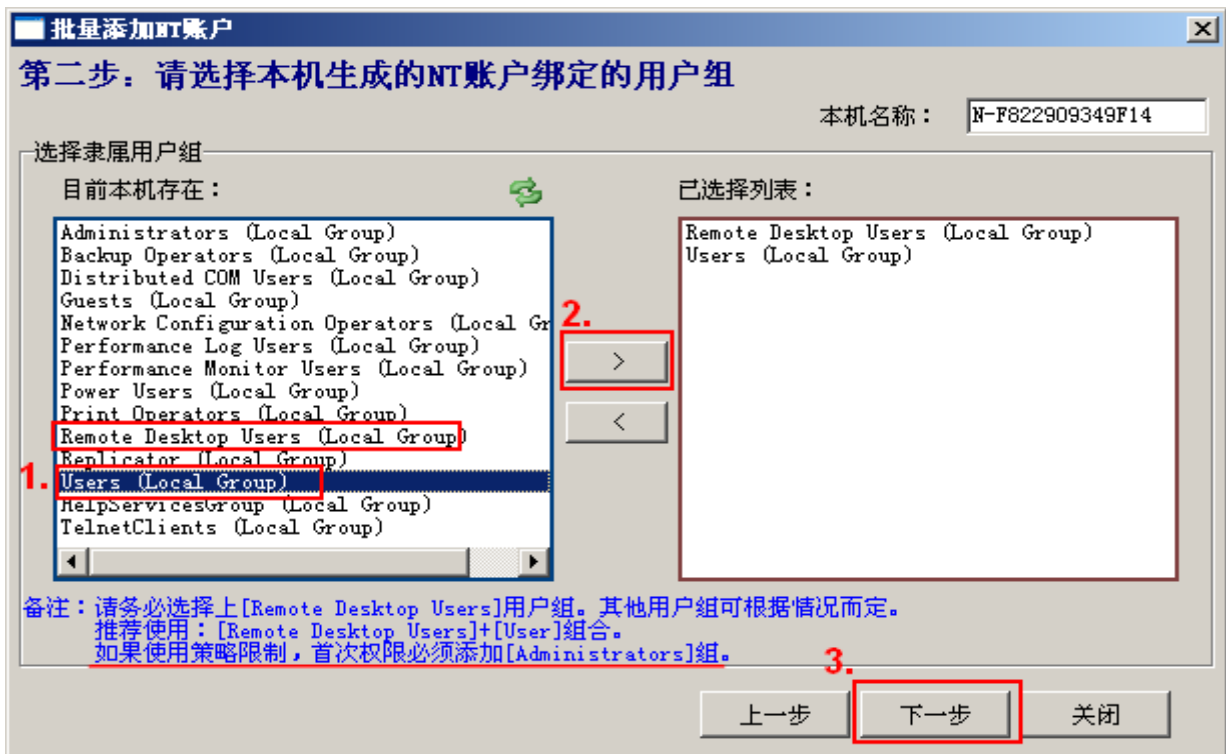 批量添加NT账户
第二步：请选择本机生成的NT账户绑定的用户组
本机名称：
N-F822909349F14
选择隶属用户组
目前本机存在：
已选择列表：
Administrators (Local Group)
Backup Operators (Local Group)
Distributed COM Users (Local Group)
Guests (Local Group)
Network Configuration Operators (Local Gr
Performance Log Users (Local Group)
Performance Monitor Users (Local Group)
Power Users (Local Group)
Print Operators (Local Group)
Remote Desktop Users (Local Group)
Replicator (Local Group)
1.
Users (Local Group)
HelpServicesGroup (Local Group)
TelnetClients (Local Group)
2.
>
<
Remote Desktop Users (Local Group)
Users (Local Group)
备注：请务必选择上[Remote Desktop Users]用户组。其他用户组可根据情况而定。
推荐使用：[Remote Desktop Users]+[User]组合。
如果使用策略限制，首次权限必须添加[Administrators]组。
3.
上一步
下一步
关闭